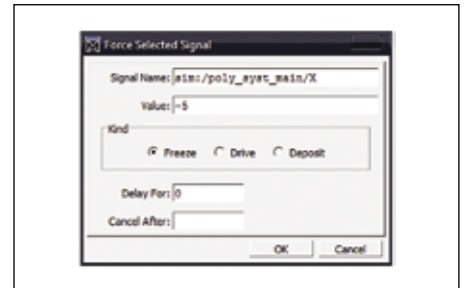 Force Selected Signal
Signal Name: sim:/poly_syst_main/X
Value: -5
Kind
Freeze Drive Deposit
Delay For: 0
Cancel After:
OK Cancel